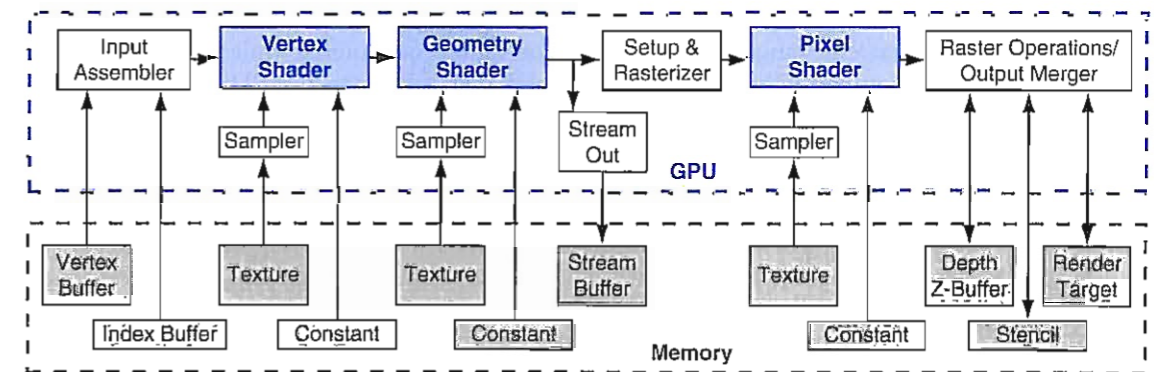 Input
Assembler
Vertex
Shader
Geometry
Shader
Setup &
Rasterizer
Pixel
Shader
Raster Operations/
Output Merger
Sampler
Sampler
Stream
Out
Sampler
GPU
Vertex
Buffer
Texture
Texture
Stream
Buffer
Texture
Depth
Z-Buffer
Render
Target
Index Buffer
Constant
Constant
Constant
Stencil
Memory